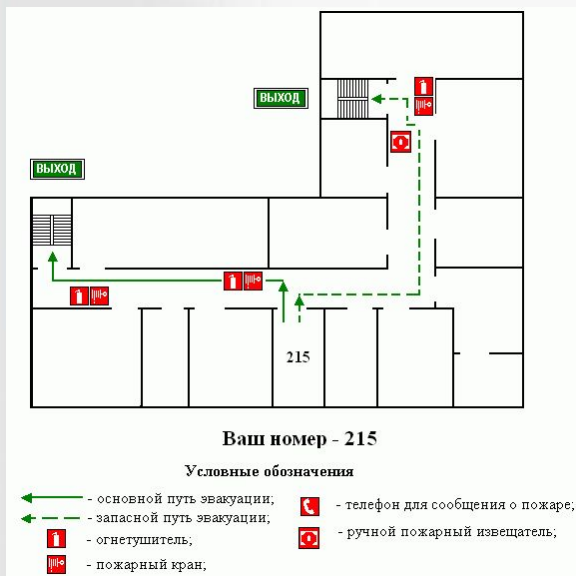 ВЫХОД
ВЫХОД
215
Ваш номер - 215
Условные обозначения
- основной путь эвакуации;
- запасной путь эвакуации;
- огнетушитель;
- пожарный кран;
- телефон для сообщения о пожаре;
- ручной пожарный извещатель;